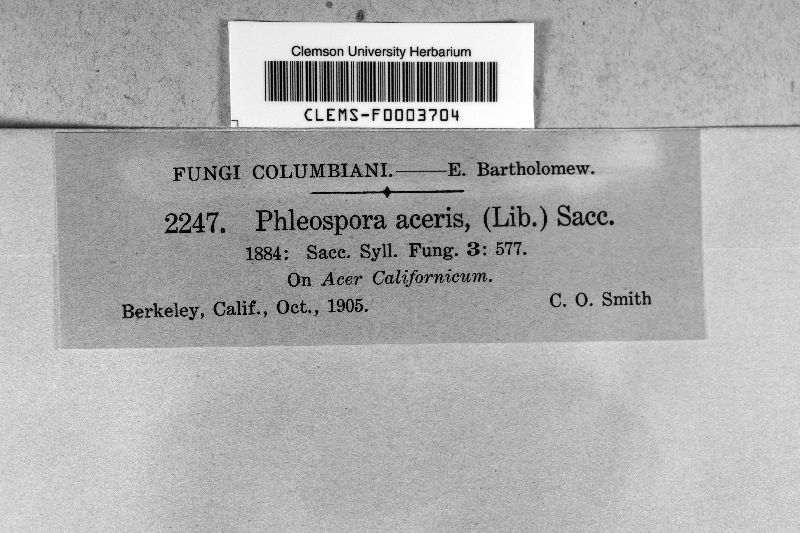 Clemson University Herbarium
CLEMS-F0003704
FUNGI COLUMBIANI.——E. Bartholomew.
2247. Phleospora aceris, (Lib.) Sacc.
1884: Sacc. Syll. Fung. 3: 577.
On Acer Californicum.
Berkeley, Calif., Oct., 1905. C. O. Smith